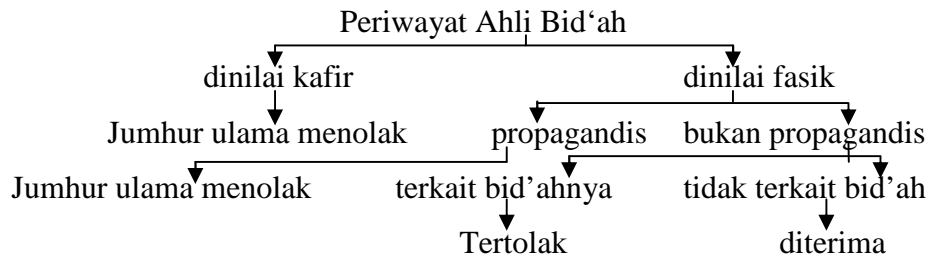 Periwayat Ahli Bid‘ah
dinilai kafir dinilai fasik
Jumhur ulama menolak propagandis bukan propagandis
Jumhur ulama menolak terkait bid’ahnya tidak terkait bid’ah
Tertolak diterima